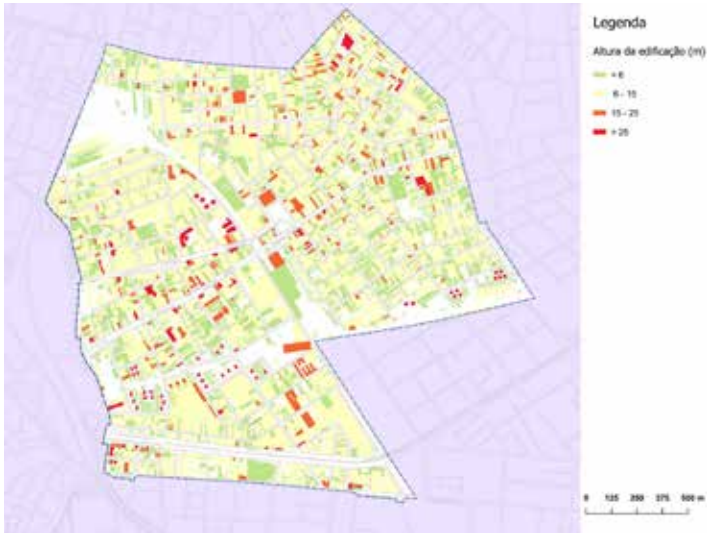 Legenda
Altura da edificação (m)
< 6
6 - 15
15 - 25
> 25
0 125 250 375 500 m